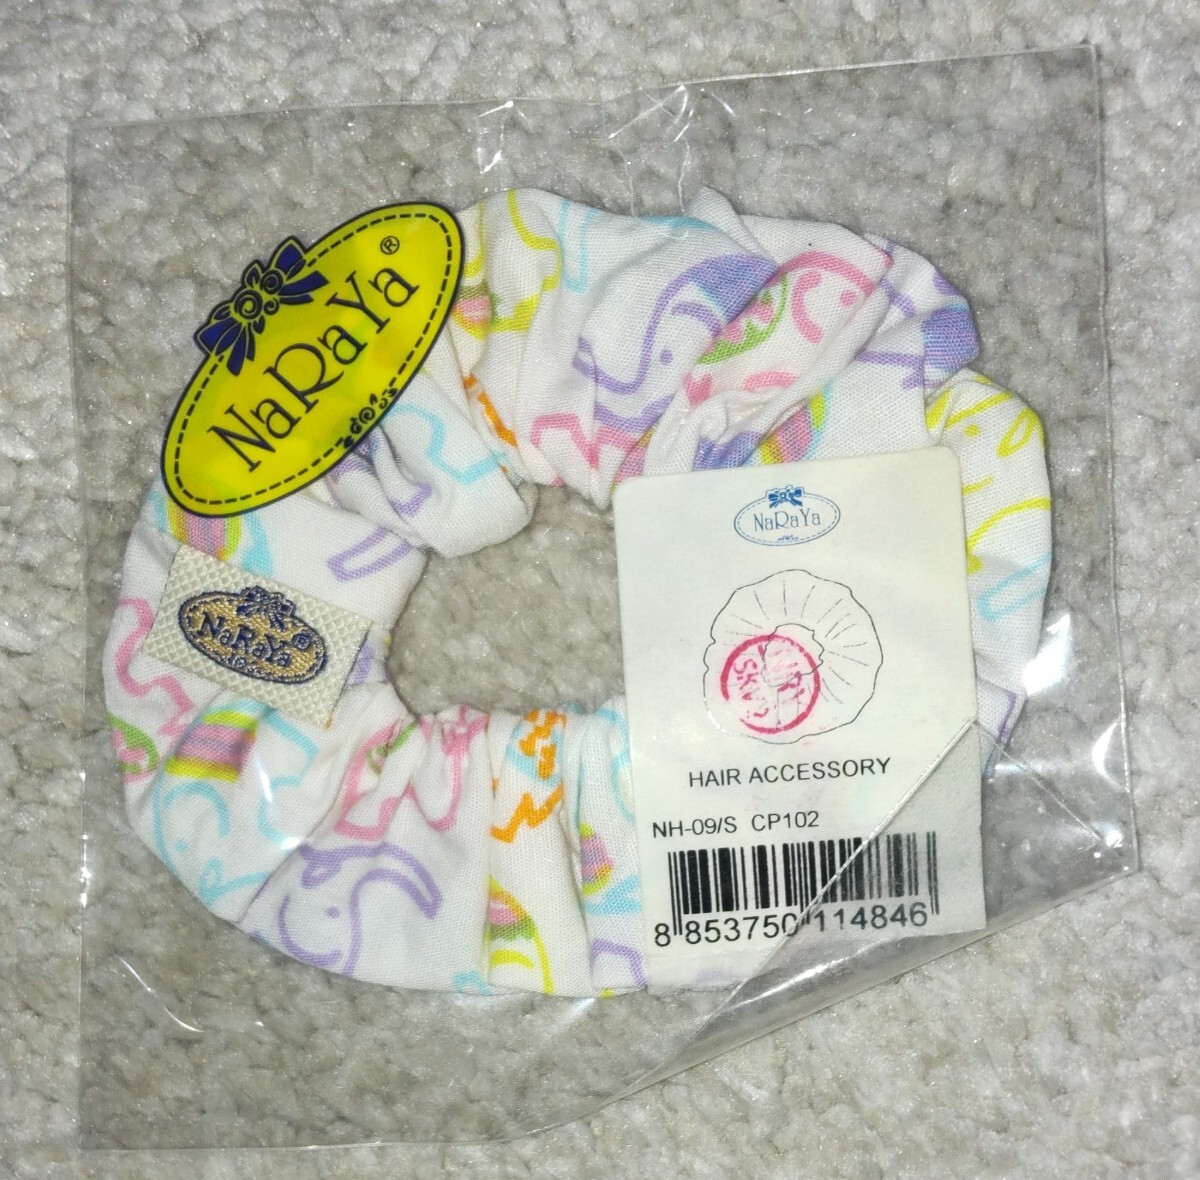 NaRaYa®
NaRaYa®
NaRaYa
HAIR ACCESSORY
NH-09/S CP102
8 853750 114846